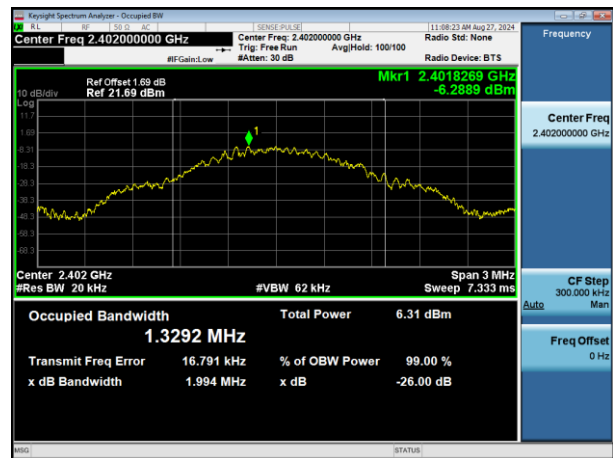 Keysight Spectrum Analyzer - Occupied BW
RL RF 50 Ω AC SENSE:PULSE 11:08:23 AM Aug 27, 2024
Center Freq 2.402000000 GHz Center Freq: 2.402000000 GHz Radio Std: None
Trig: Free Run Avg|Hold: 100/100
#IFGain:Low #Atten: 30 dB Radio Device: BTS
Frequency
Mkr1 2.4018269 GHz
-6.2889 dBm
Ref Offset 1.69 dB
10 dB/div Ref 21.69 dBm
Log
11.7
1.69
-8.31
-18.3
-28.3
-38.3
-48.3
-58.3
-68.3
1
Center 2.402 GHz Span 3 MHz
#Res BW 20 kHz #VBW 62 kHz Sweep 7.333 ms
Occupied Bandwidth Total Power 6.31 dBm
1.3292 MHz
Transmit Freq Error 16.791 kHz % of OBW Power 99.00 %
x dB Bandwidth 1.994 MHz x dB -26.00 dB
Center Freq
2.402000000 GHz
CF Step
300.000 kHz
Auto Man
Freq Offset
0 Hz
MSG STATUS